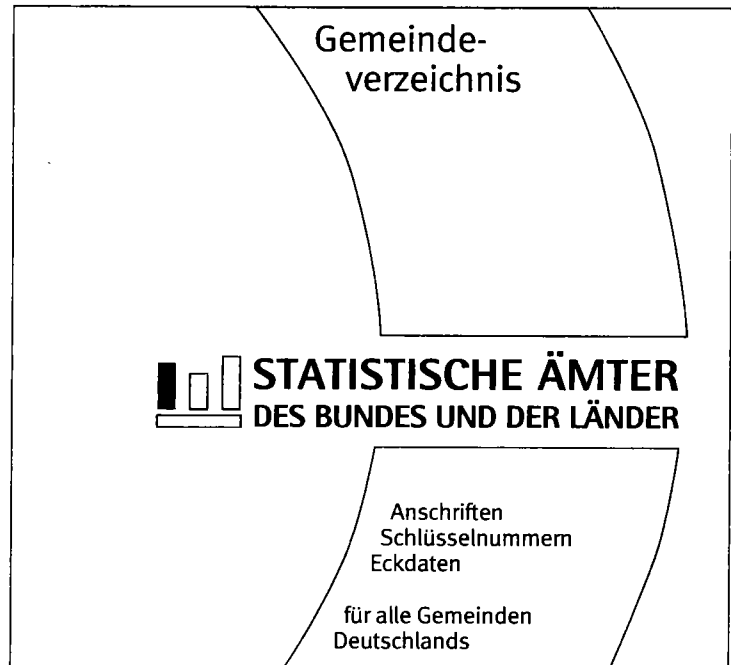 Gemeinde-
verzeichnis
STATISTISCHE ÄMTER
DES BUNDES UND DER LÄNDER
Anschriften
Schlüsselnummern
Eckdaten
für alle Gemeinden
Deutschlands